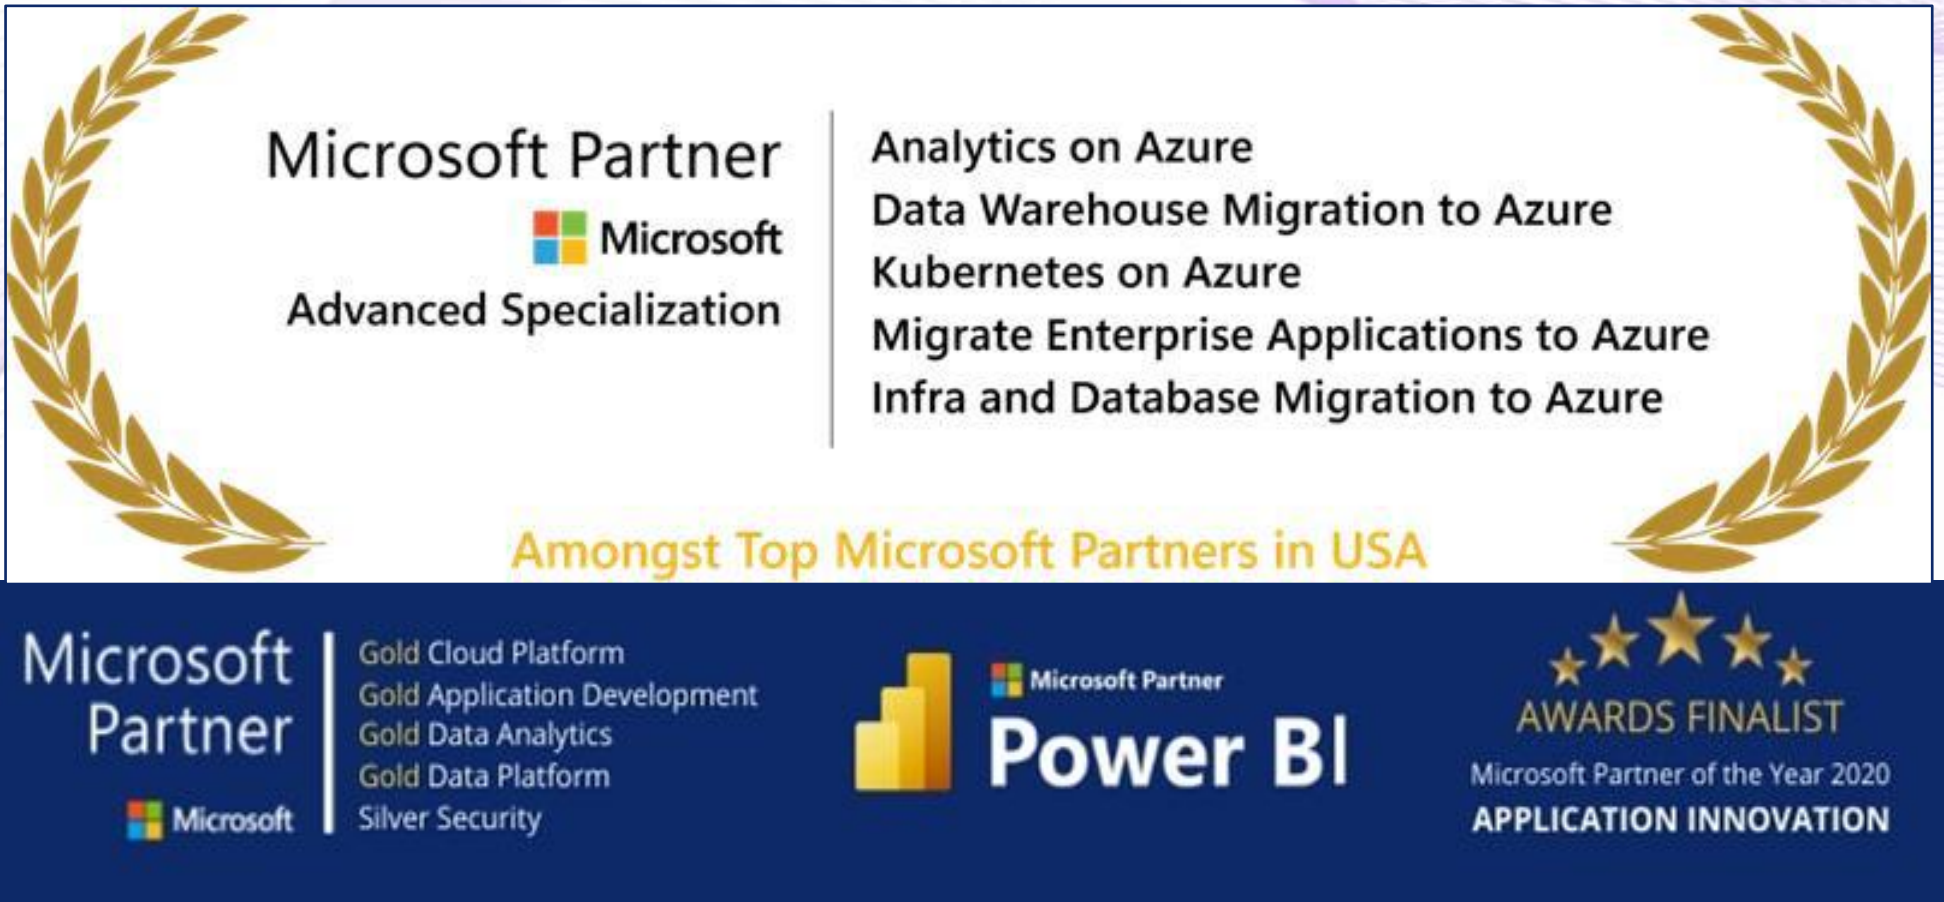 Microsoft Partner
Microsoft
Advanced Specialization
Analytics on Azure
Data Warehouse Migration to Azure
Kubernetes on Azure
Migrate Enterprise Applications to Azure
Infra and Database Migration to Azure
Amongst Top Microsoft Partners in USA
Microsoft
Partner
Microsoft
Gold Cloud Platform
Gold Application Development
Gold Data Analytics
Gold Data Platform
Silver Security
Microsoft Partner
Power BI
AWARDS FINALIST
Microsoft Partner of the Year 2020
APPLICATION INNOVATION